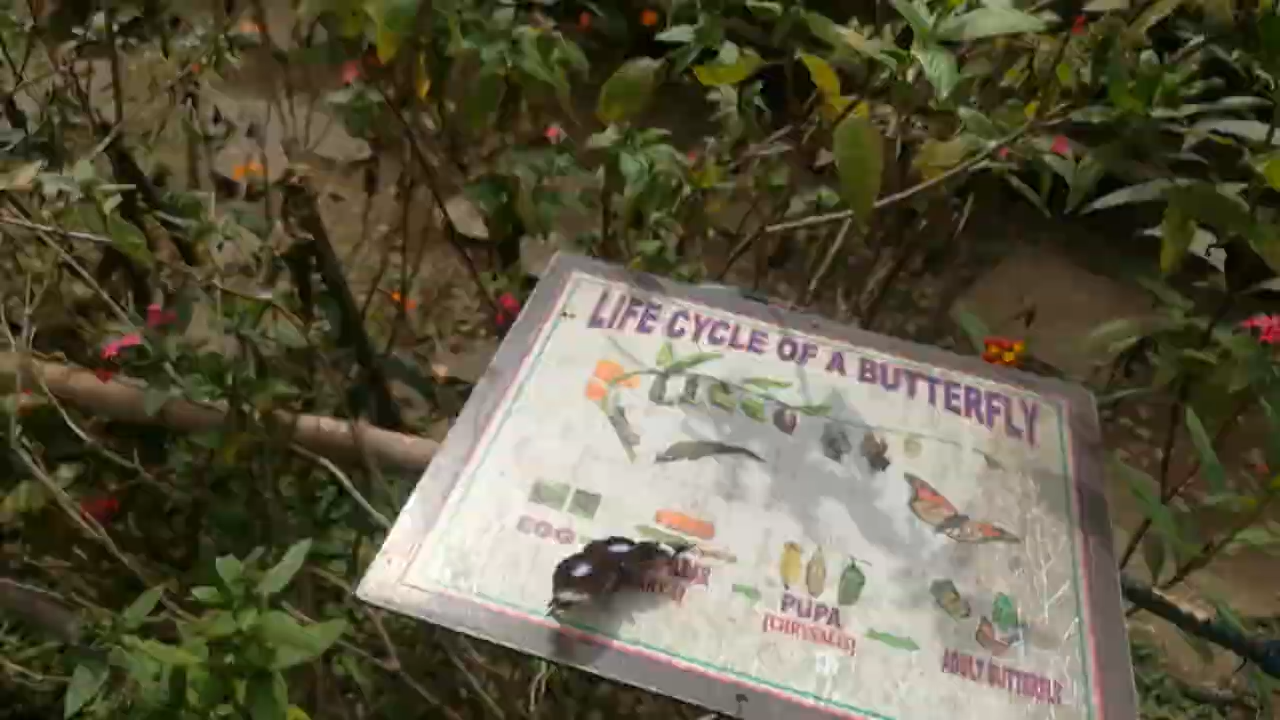 LIFE CYCLE OF A BUTTERFLY
EGG
PUPA
(CHRYSALIS)
ADULT BUTTERFLY